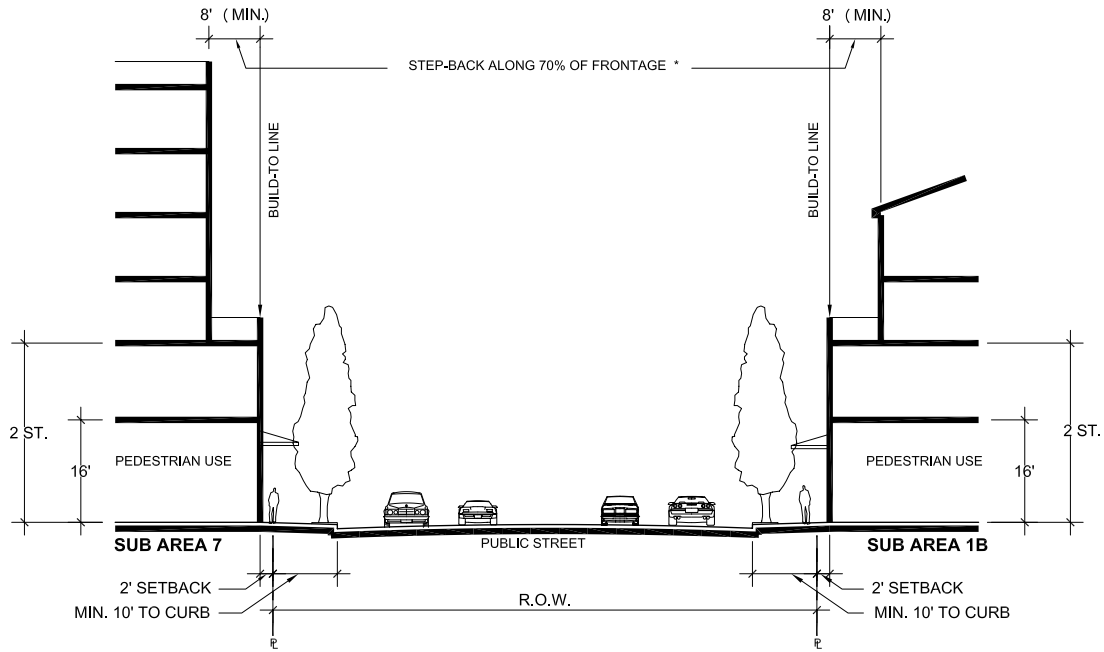 8' ( MIN.)
8' ( MIN.)
STEP-BACK ALONG 70% OF FRONTAGE *
BUILD-TO LINE
BUILD-TO LINE
2 ST.
2 ST.
PEDESTRIAN USE
PEDESTRIAN USE
16'
16'
SUB AREA 7
PUBLIC STREET
SUB AREA 1B
2' SETBACK
2' SETBACK
MIN. 10' TO CURB
R.O.W.
MIN. 10' TO CURB
PL
PL